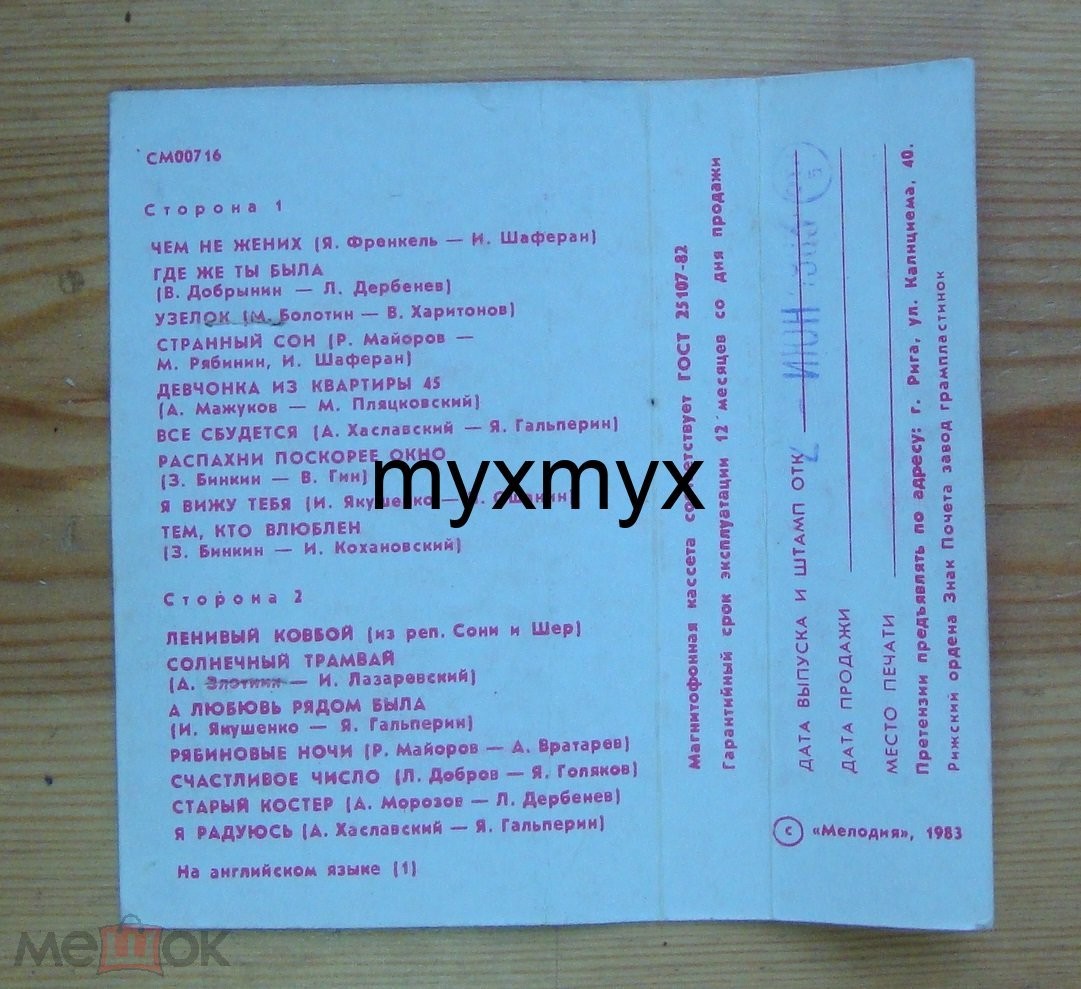 СМ00716
Сторона 1
ЧЕМ НЕ ЖЕНИХ (Я. Френкель — И. Шаферан)
ГДЕ ЖЕ ТЫ БЫЛА
(В. Добрынин — Л. Дербенев)
УЗЕЛОК (М. Болотин — В. Харитонов)
СТРАННЫЙ СОН (Р. Майоров —
М. Рябинин, И. Шаферан)
ДЕВЧОНКА ИЗ КВАРТИРЫ 45
(А. Мажуков — М. Пляцковский)
ВСЕ СБУДЕТСЯ (А. Хаславский — Я. Гальперин)
РАСПАХНИ ПОСКОРЕЕ ОКНО
(З. Бинкин — В. Гин)
Я ВИЖУ ТЕБЯ (И. Якушенко —
ТЕМ, КТО ВЛЮБЛЕН
(З. Бинкин — И. Кохановский)
Сторона 2
ЛЕНИВЫЙ КОВБОЙ (из реп. Сони и Шер)
СОЛНЕЧНЫЙ ТРАМВАЙ
(А. Злотник — И. Лазаревский)
А ЛЮБОВЬ РЯДОМ БЫЛА
(И. Якушенко — Я. Гальперин)
РЯБИНОВЫЕ НОЧИ (Р. Майоров — А. Вратарев)
СЧАСТЛИВОЕ ЧИСЛО (Л. Добров — Я. Голяков)
СТАРЫЙ КОСТЕР (А. Морозов — Л. Дербенев)
Я РАДУЮСЬ (А. Хаславский — Я. Гальперин)
На английском языке (1)
Магнитофонная кассета соответствует ГОСТ 25107-82
Гарантийный срок эксплуатации 12 месяцев со дня продажи
ДАТА ВЫПУСКА И ШТАМП ОТК
2 ИЮН
5
ДАТА ПРОДАЖИ
МЕСТО ПЕЧАТИ
Претензии предъявлять по адресу: г. Рига, ул. Калнциема, 40.
Рижский ордена Знак Почета завод грампластинок
© «Мелодия», 1983
myxmyx
мешок